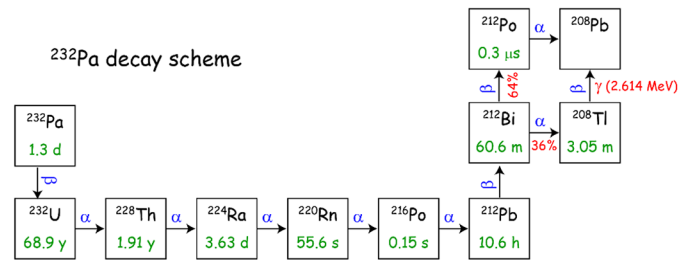 ²³²Pa decay scheme
²¹²Po
0.3 μs
α
²⁰⁸Pb
β
64%
β
γ (2.614 MeV)
²³²Pa
1.3 d
²¹²Bi
60.6 m
α
36%
²⁰⁸Tl
3.05 m
β
β
²³²U
68.9 y
α
²²⁸Th
1.91 y
α
²²⁴Ra
3.63 d
α
²²⁰Rn
55.6 s
α
²¹⁶Po
0.15 s
α
²¹²Pb
10.6 h